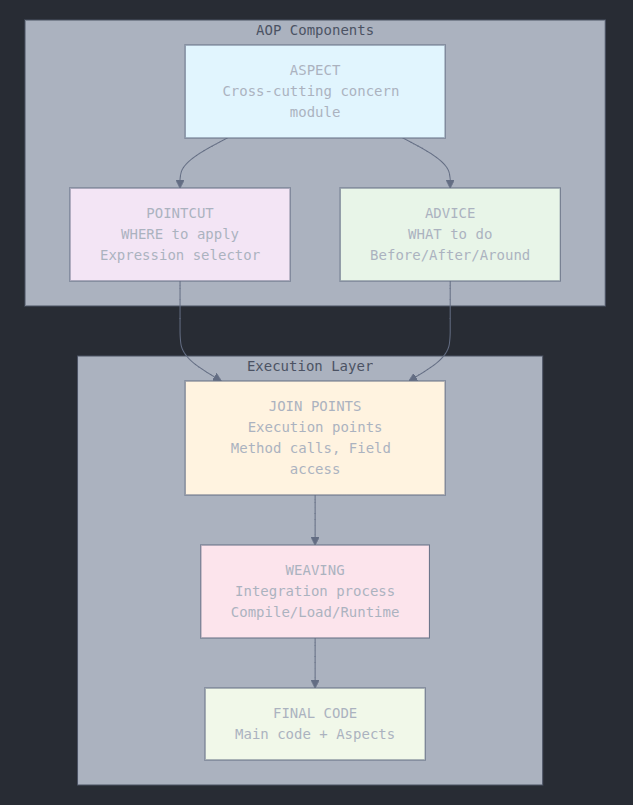 AOP Components
ASPECT
Cross-cutting concern
module
POINTCUT
WHERE to apply
Expression selector
ADVICE
WHAT to do
Before/After/Around
Execution Layer
JOIN POINTS
Execution points
Method calls, Field
access
WEAVING
Integration process
Compile/Load/Runtime
FINAL CODE
Main code + Aspects